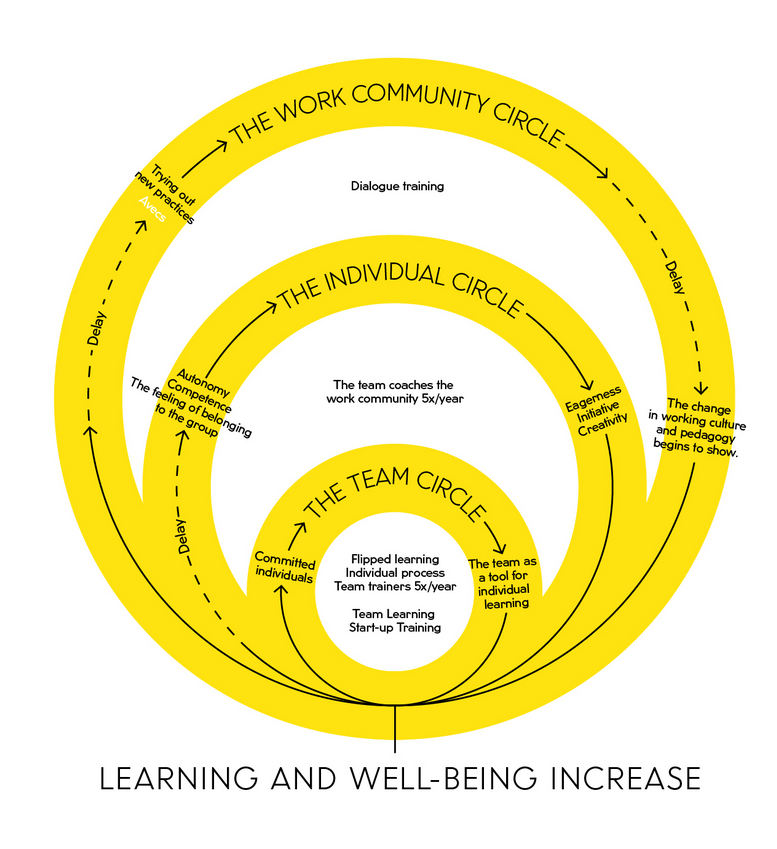 THE WORK COMMUNITY CIRCLE
Trying out
new practices
Avecs
Dialogue training
Delay
Delay
THE INDIVIDUAL CIRCLE
Autonomy
Competence
The feeling of belonging
to the group
The team coaches the
work community 5x/year
Eagerness
Initiative
Creativity
The change
in working culture
and pedagogy
begins to show.
Delay
THE TEAM CIRCLE
Committed
individuals
Flipped learning
Individual process
Team trainers 5x/year
Team Learning
Start-up Training
The team as
a tool for
individual
learning
LEARNING AND WELL-BEING INCREASE